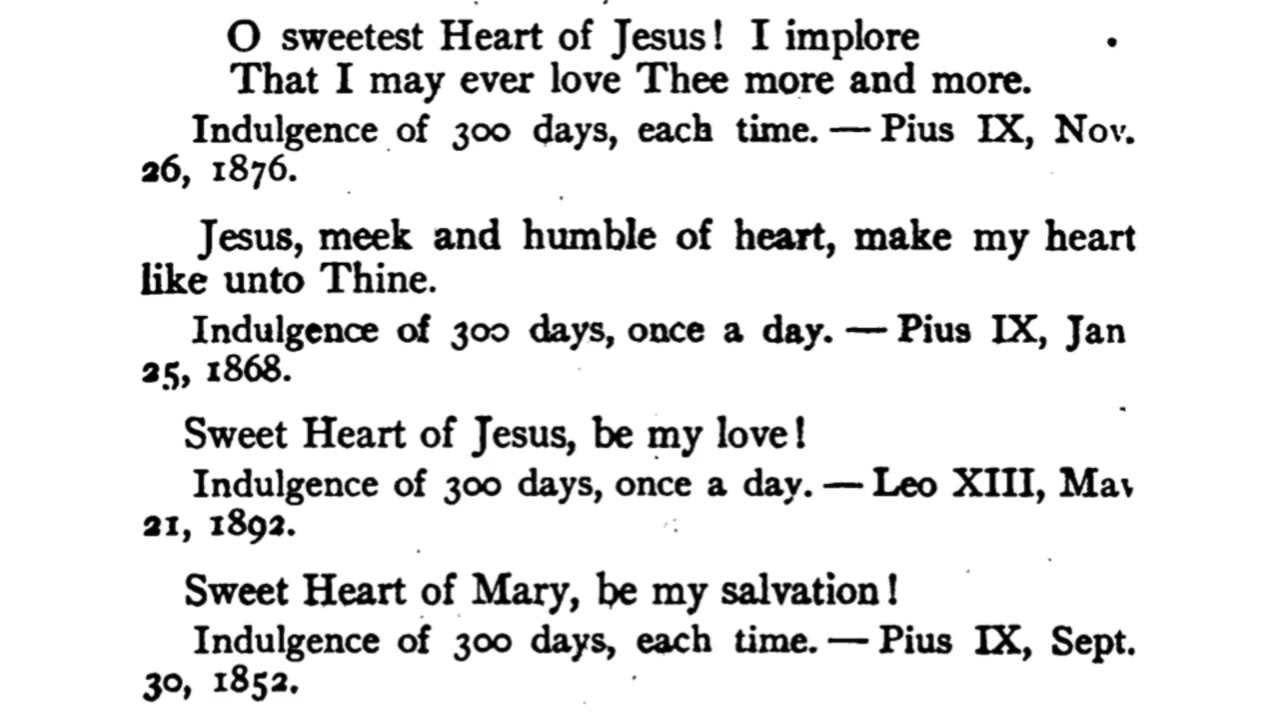 O sweetest Heart of Jesus! I implore
That I may ever love Thee more and more.
Indulgence of 300 days, each time. — Pius IX, Nov.
26, 1876.
Jesus, meek and humble of heart, make my heart
like unto Thine.
Indulgence of 300 days, once a day. — Pius IX, Jan
25, 1868.
Sweet Heart of Jesus, be my love!
Indulgence of 300 days, once a day. — Leo XIII, May
21, 1892.
Sweet Heart of Mary, be my salvation!
Indulgence of 300 days, each time. — Pius IX, Sept.
30, 1852.